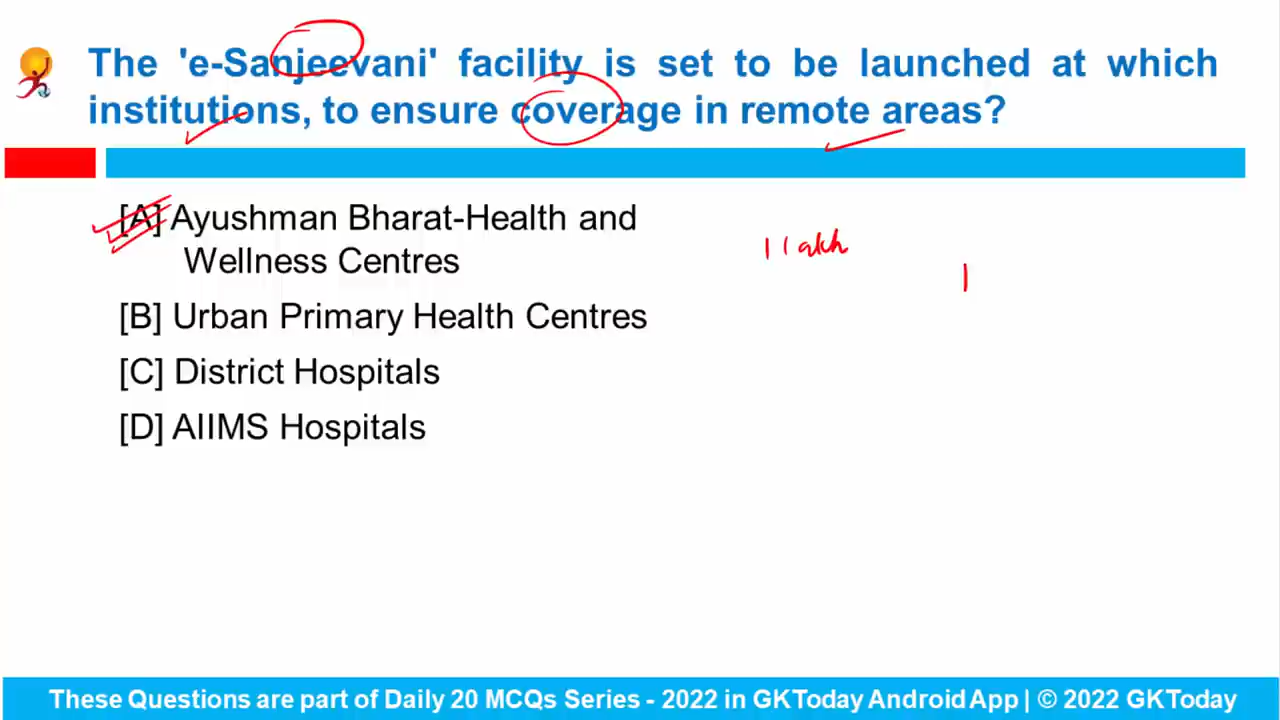 The 'e-Sanjeevani' facility is set to be launched at which
institutions, to ensure coverage in remote areas?
[A] Ayushman Bharat-Health and
Wellness Centres
1 lakh
[B] Urban Primary Health Centres
[C] District Hospitals
[D] AIIMS Hospitals
These Questions are part of Daily 20 MCQs Series - 2022 in GKToday Android App | © 2022 GKToday